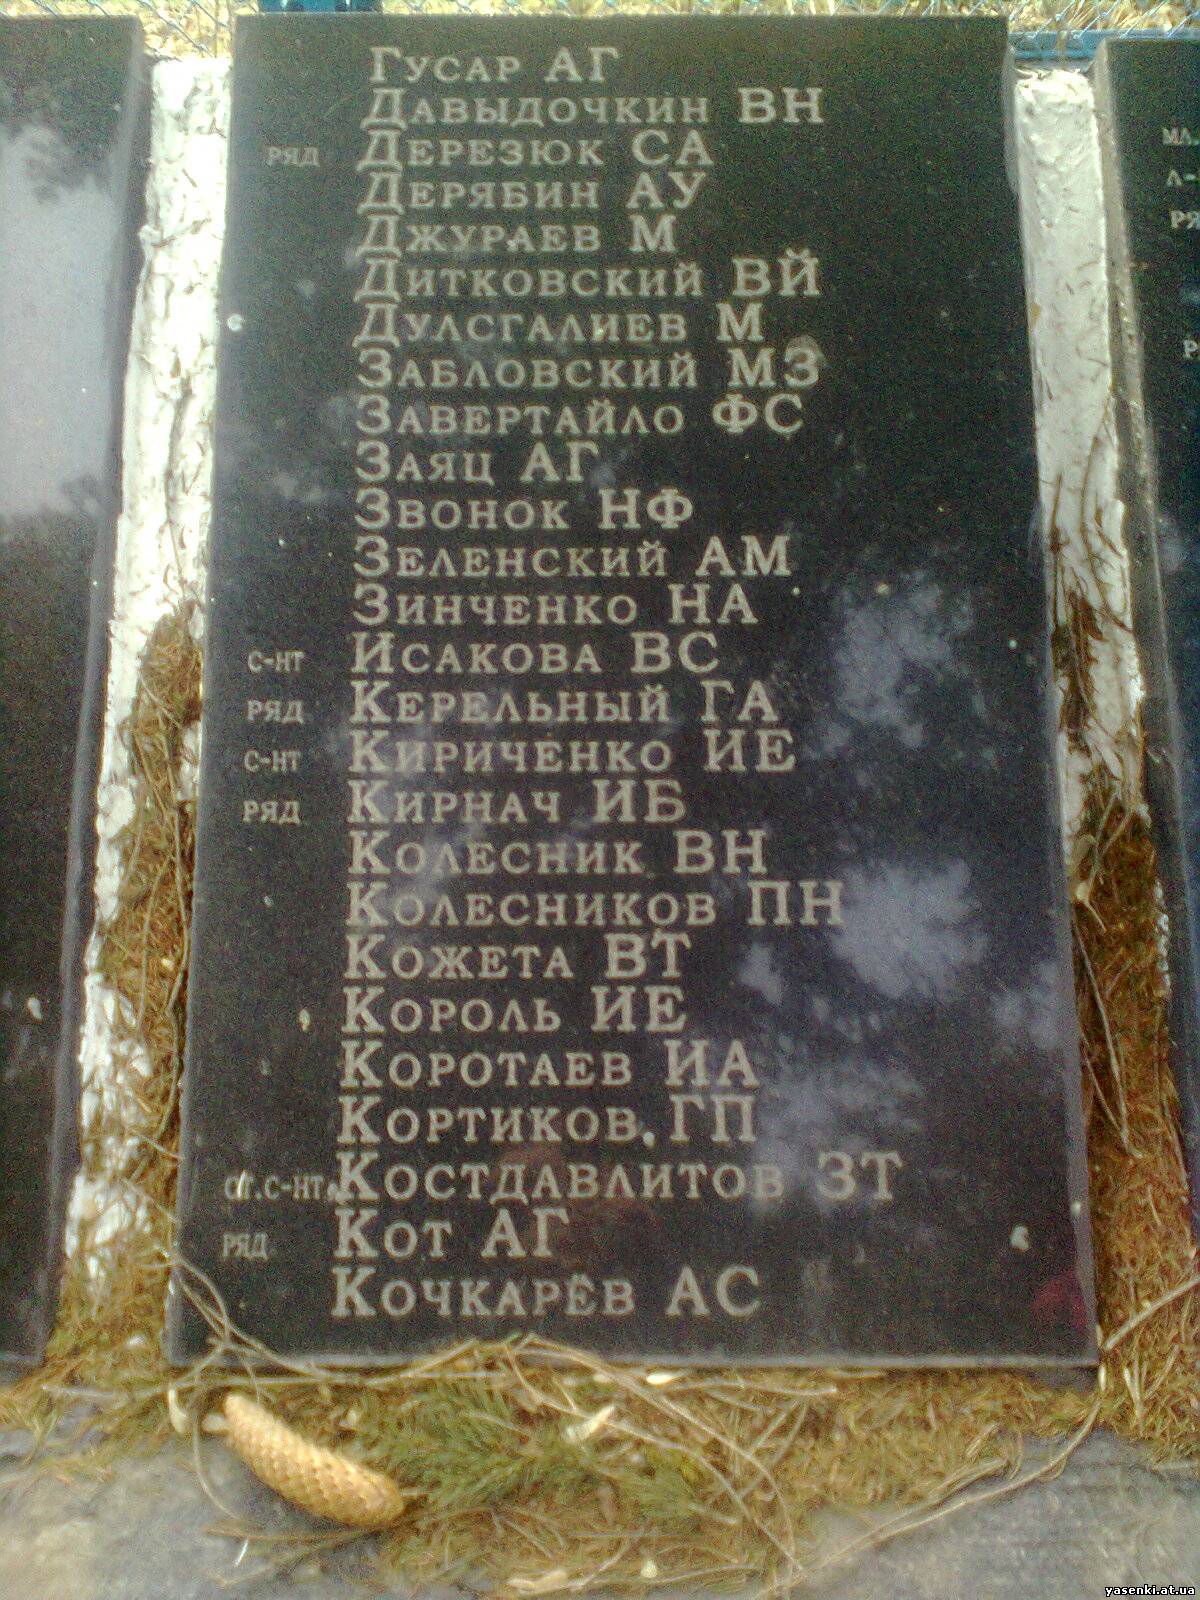 Гусар АГ
Давыдочкин ВН
ряд Дерезюк СА
Дерябин АУ
Джураев М
Дитковский ВЙ
Дулсгалиев М
Забловский МЗ
Завертайло ФС
Заяц АГ
Звонок НФ
Зеленский АМ
Зинченко НА
с-нт Исакова ВС
ряд Керельный ГА
с-нт Кириченко ИЕ
ряд Кирнач ИБ
Колесник ВН
Колесников ПН
Кожета ВТ
Король ИЕ
Коротаев ИА
Кортиков ГП
ст.с-нт Костдавлитов ЗТ
ряд Кот АГ
Кочкарёв АС
yasenki.at.ua